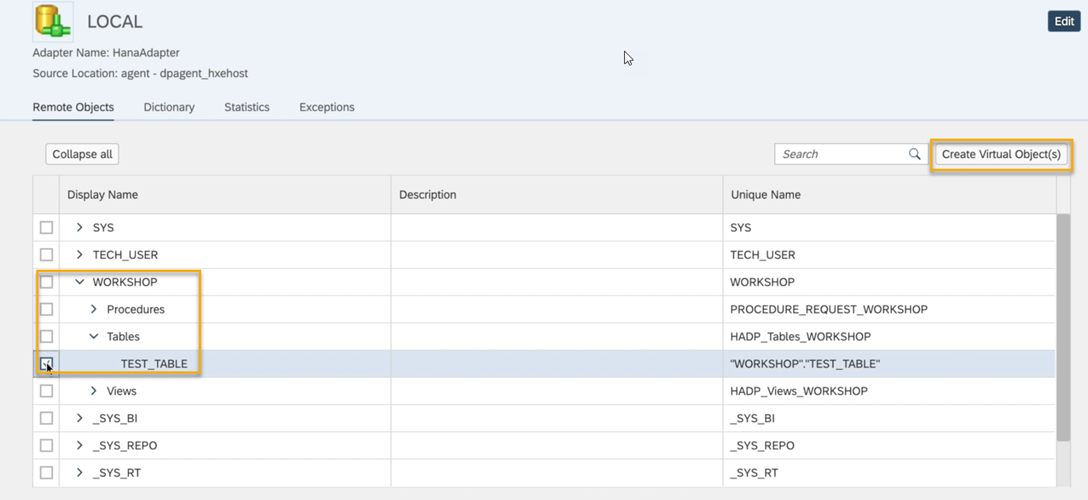 LOCAL
Edit
Adapter Name: HanaAdapter
Source Location: agent - dpagent_hxehost
Remote Objects Dictionary Statistics Exceptions
Collapse all Search Create Virtual Object(s)
Display Name Description Unique Name
SYS SYS
TECH_USER TECH_USER
WORKSHOP WORKSHOP
Procedures PROCEDURE_REQUEST_WORKSHOP
Tables HADP_Tables_WORKSHOP
TEST_TABLE "WORKSHOP"."TEST_TABLE"
Views HADP_Views_WORKSHOP
_SYS_BI _SYS_BI
_SYS_REPO _SYS_REPO
_SYS_RT _SYS_RT